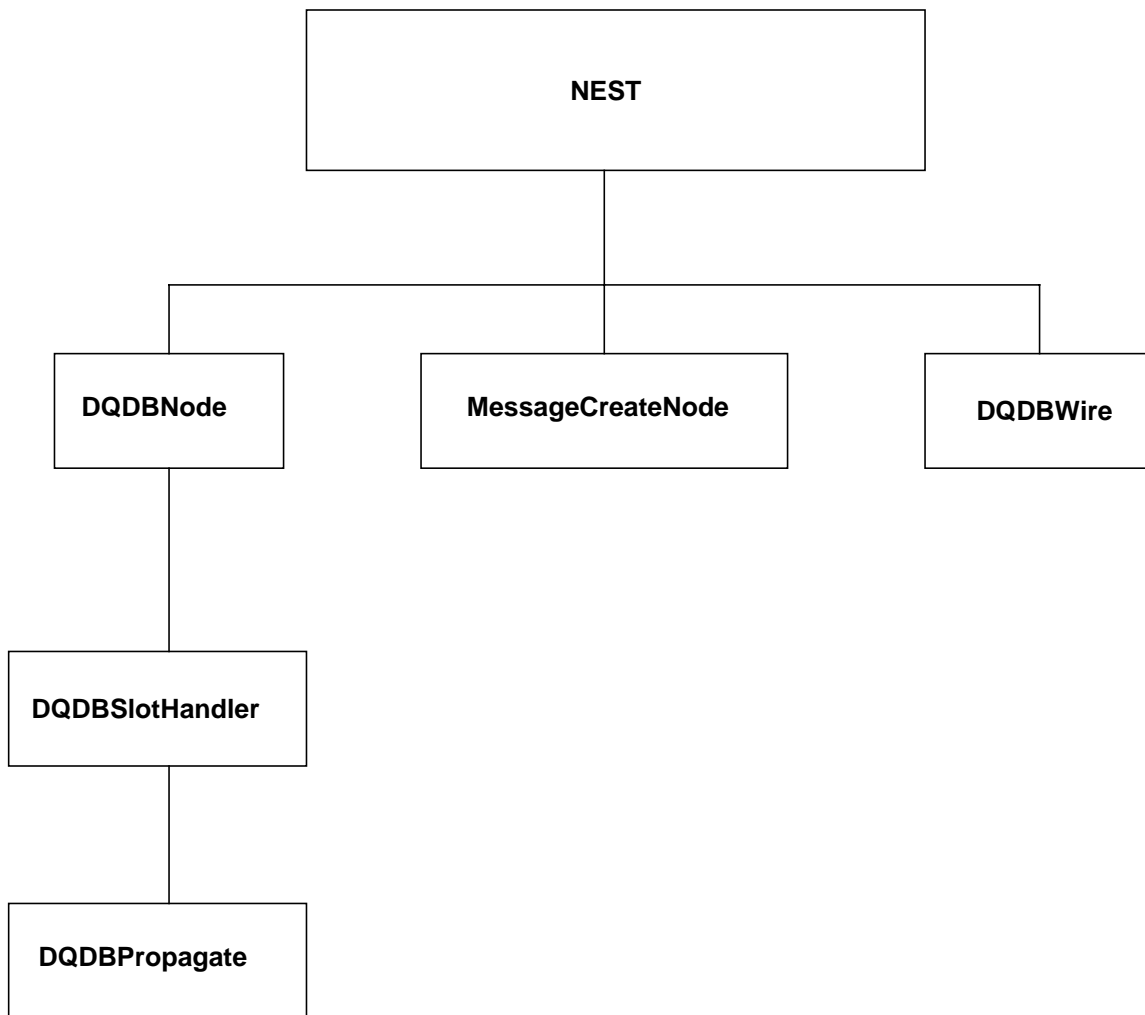 NEST
DQDBNode
MessageCreateNode
DQDBWire
DQDBSlotHandler
DQDBPropagate